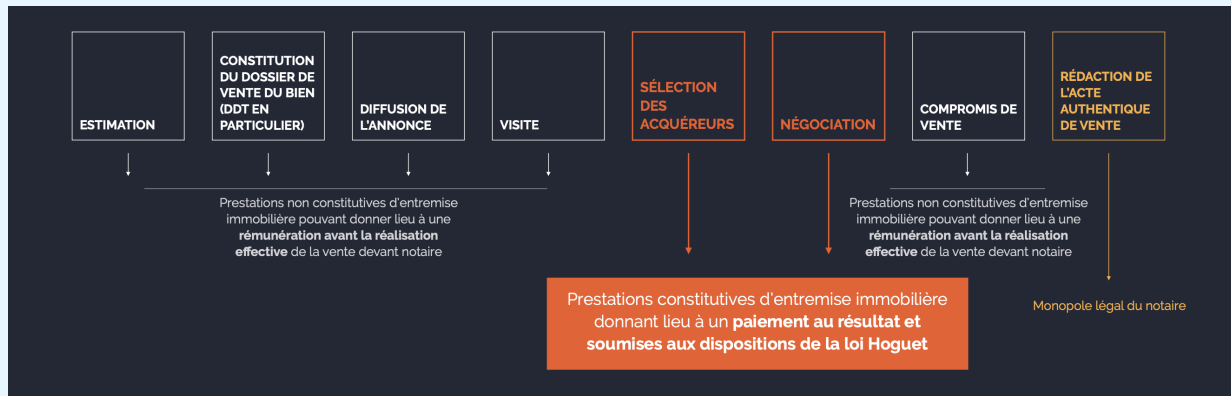 ESTIMATION
CONSTITUTION
DU DOSSIER DE
VENTE DU BIEN
(DDT EN
PARTICULIER)
DIFFUSION DE
L'ANNONCE
VISITE
SÉLECTION
DES
ACQUÉREURS
NÉGOCIATION
COMPROMIS DE
VENTE
RÉDACTION DE
L'ACTE
AUTHENTIQUE
DE VENTE
Prestations non constitutives d'entremise
immobilière pouvant donner lieu à une
rémunération avant la réalisation
effective de la vente devant notaire
Prestations non constitutives d'entremise
immobilière pouvant donner lieu à une
rémunération avant la réalisation
effective de la vente devant notaire
Prestations constitutives d'entremise immobilière
donnant lieu à un paiement au résultat et
soumises aux dispositions de la loi Hoguet
Monopole légal du notaire